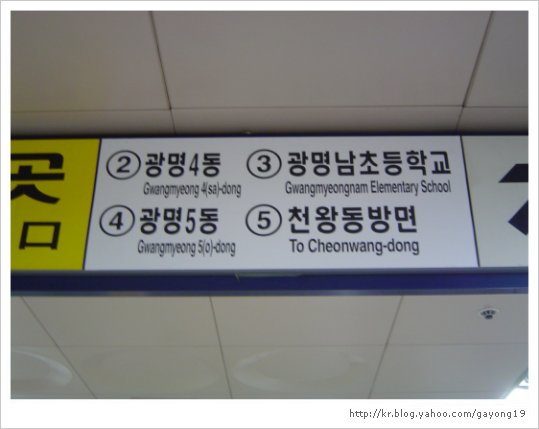 ② 광명4동
Gwangmyeong 4(sa)-dong
③ 광명남초등학교
Gwangmyeongnam Elementary School
④ 광명5동
Gwangmyeong 5(o)-dong
⑤ 천왕동방면
To Cheonwang-dong
곳
http://kr.blog.yahoo.com/gayong19